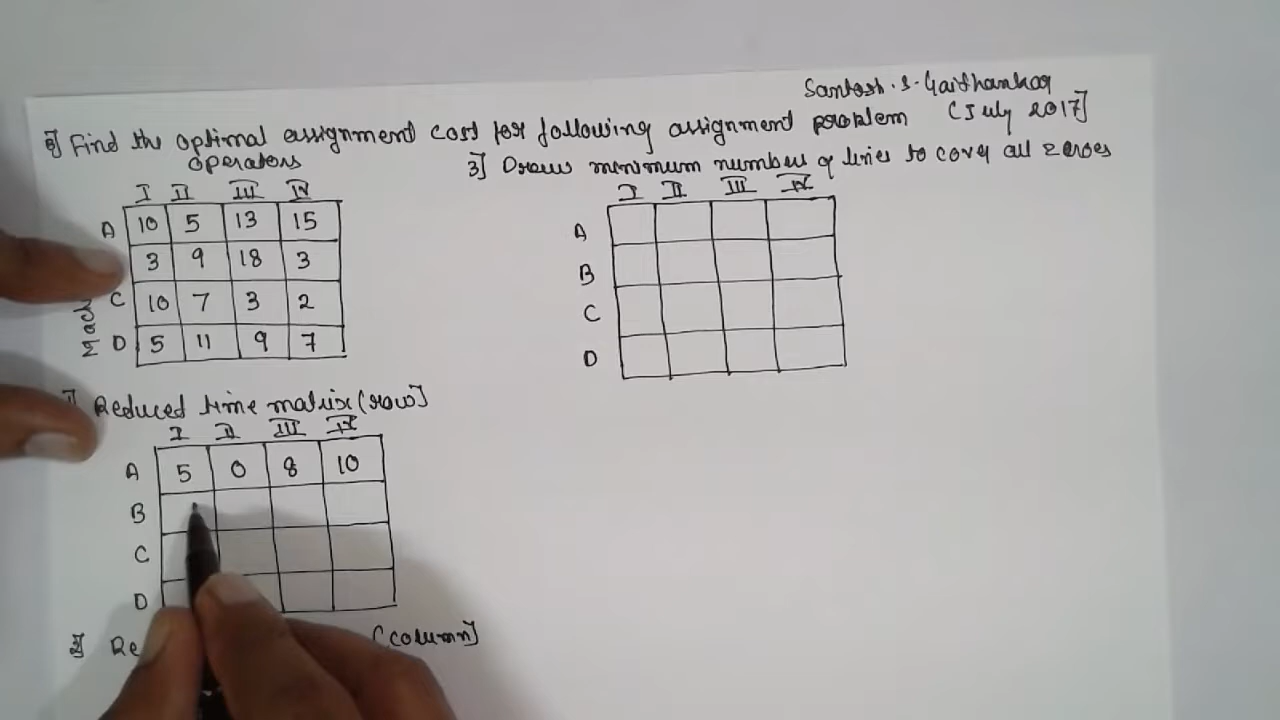 Santosh. S. Gaithankar
Q] Find the optimal assignment cost for following assignment problem (July 2017]
operators
I II III IV
A 10 5 13 15
3 9 18 3
C 10 7 3 2
D 5 11 9 7
1] Reduced time matrix (row]
I II III IV
A 5 0 8 10
B
C
D
2] Re (column]
3] Draw minimum number of lines to cover all zeroes
I II III IV
A
B
C
D